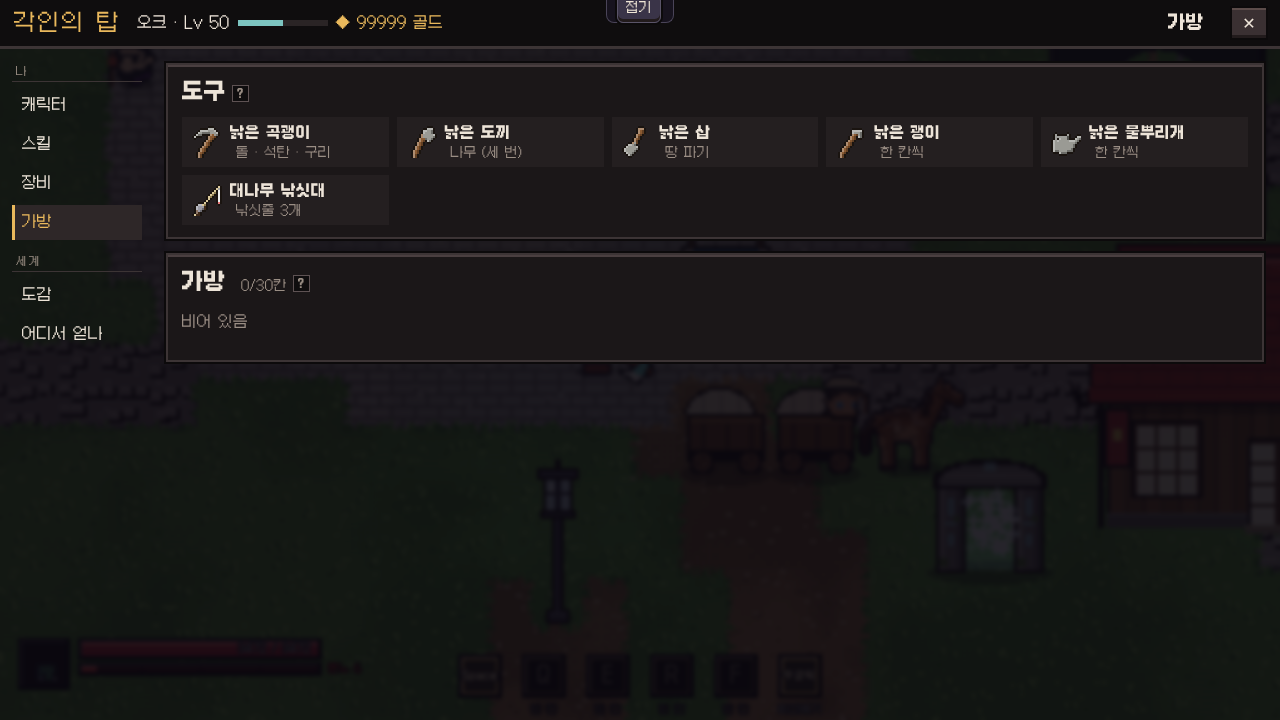 각인의 탑 오크 · Lv 50 ◆ 99999 골드 접기 가방 ×
나
캐릭터
스킬
장비
가방
세계
도감
어디서 얻나
도구 ?
낡은 곡괭이
돌 · 석탄 · 구리
낡은 도끼
나무 (세 번)
낡은 삽
땅 파기
낡은 괭이
한 칸씩
낡은 물뿌리개
한 칸씩
대나무 낚싯대
낚싯줄 3개
가방 0/30칸 ?
비어 있음